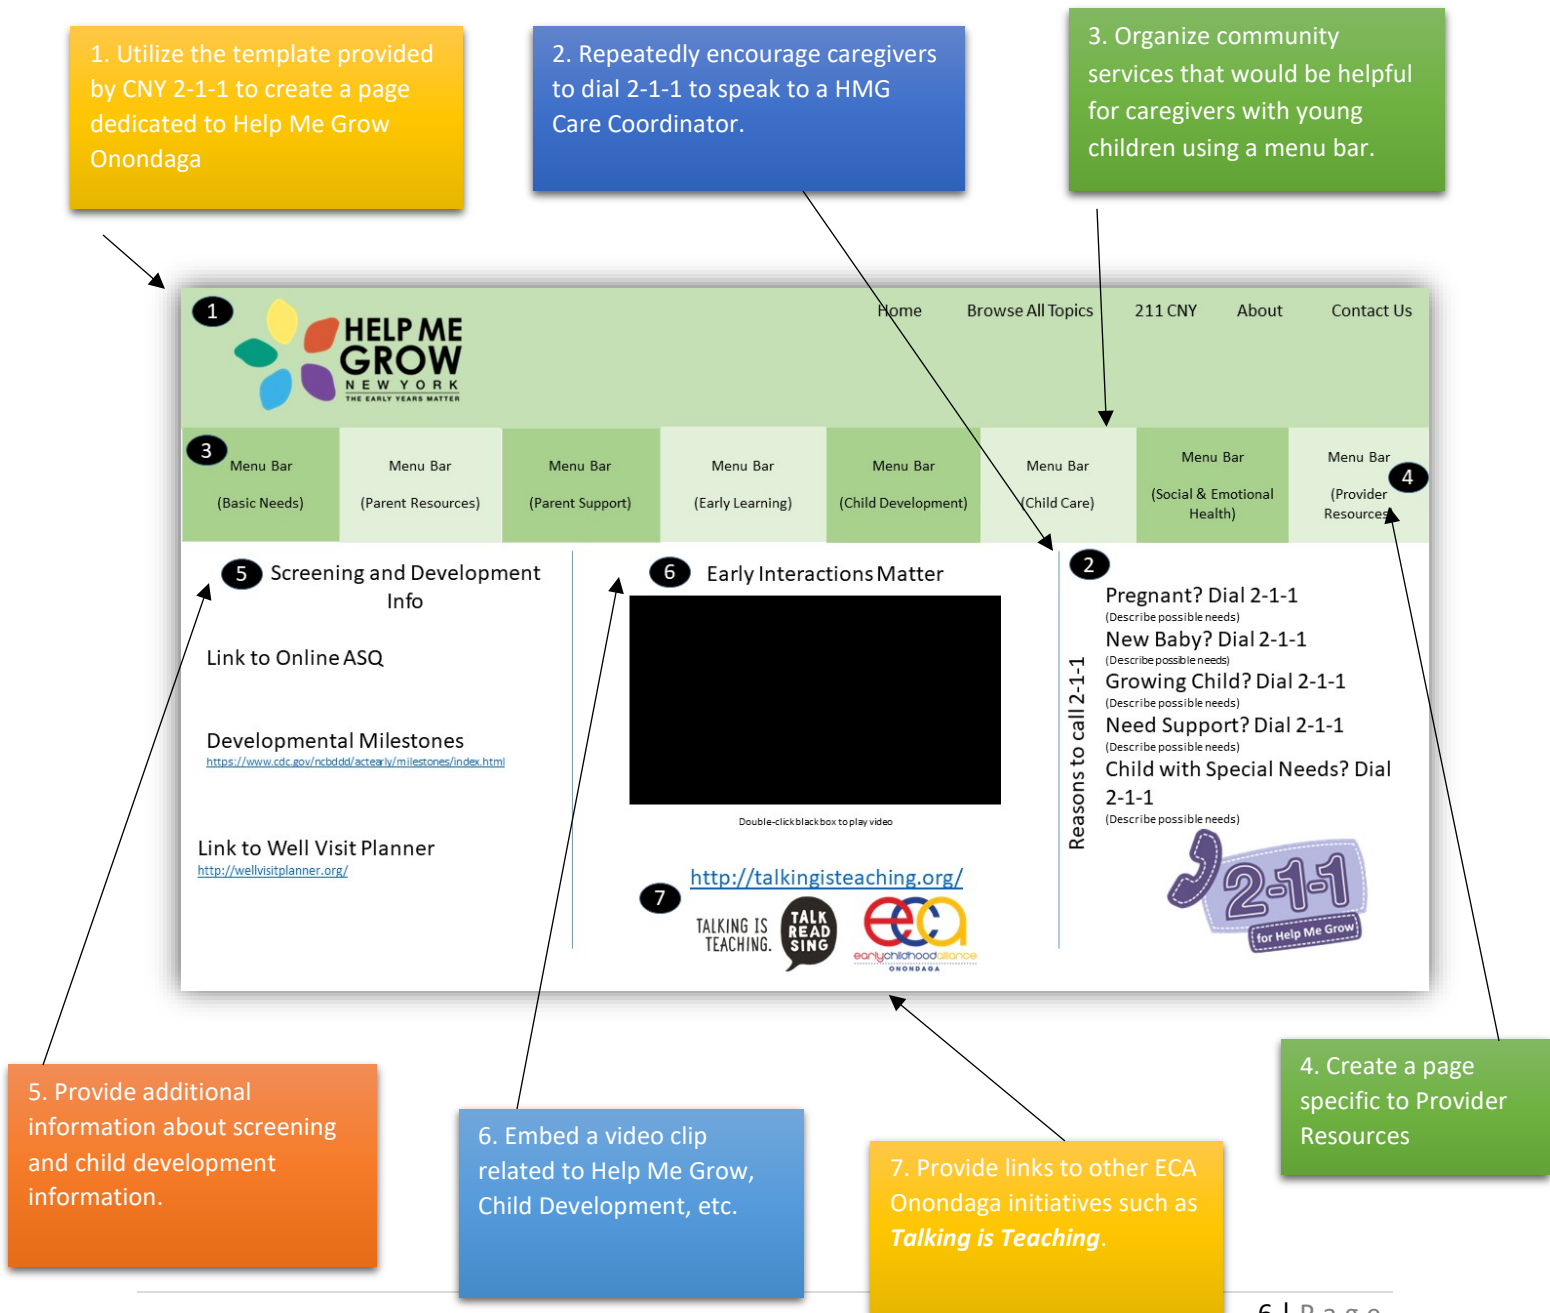 1. Utilize the template provided
by CNY 2-1-1 to create a page
dedicated to Help Me Grow
Onondaga
2. Repeatedly encourage caregivers
to dial 2-1-1 to speak to a HMG
Care Coordinator.
3. Organize community
services that would be helpful
for caregivers with young
children using a menu bar.
1
HELP ME
GROW
NEW YORK
THE EARLY YEARS MATTER
Home Browse All Topics 211 CNY About Contact Us
3
Menu Bar
(Basic Needs)
Menu Bar
(Parent Resources)
Menu Bar
(Parent Support)
Menu Bar
(Early Learning)
Menu Bar
(Child Development)
Menu Bar
(Child Care)
Menu Bar
(Social & Emotional
Health)
Menu Bar
(Provider
Resources
4
5 Screening and Development
Info
Link to Online ASQ
Developmental Milestones
https://www.cdc.gov/ncbddd/actearly/milestones/index.html
Link to Well Visit Planner
http://wellvisitplanner.org/
6 Early Interactions Matter
Double-click black box to play video
http://talkingisteaching.org/
7
TALKING IS
TEACHING.
TALK
READ
SING
eca
earlychildhoodalliance
ONONDAGA
2
Reasons to call 2-1-1
Pregnant? Dial 2-1-1
(Describe possible needs)
New Baby? Dial 2-1-1
(Describe possible needs)
Growing Child? Dial 2-1-1
(Describe possible needs)
Need Support? Dial 2-1-1
(Describe possible needs)
Child with Special Needs? Dial
2-1-1
(Describe possible needs)
2-1-1
for Help Me Grow
5. Provide additional
information about screening
and child development
information.
6. Embed a video clip
related to Help Me Grow,
Child Development, etc.
7. Provide links to other ECA
Onondaga initiatives such as
Talking is Teaching.
4. Create a page
specific to Provider
Resources
6 | Page